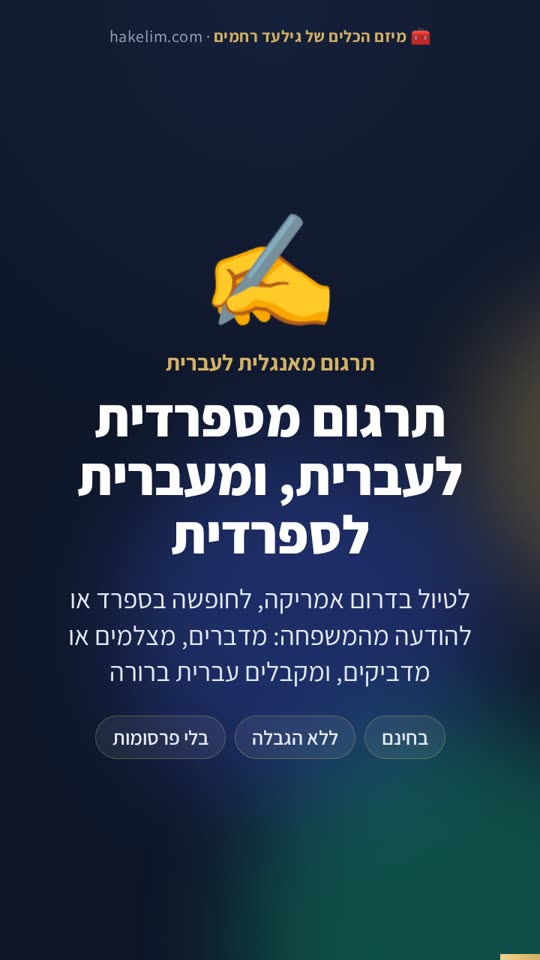 🧰 מיזם הכלים של גילעד רחמים · hakelim.com
תרגום מאנגלית לעברית
תרגום מספרדית
לעברית, ומעברית
לספרדית
לטיול בדרום אמריקה, לחופשה בספרד או
להודעה מהמשפחה: מדברים, מצלמים או
מדביקים, ומקבלים עברית ברורה
בחינם
ללא הגבלה
בלי פרסומות